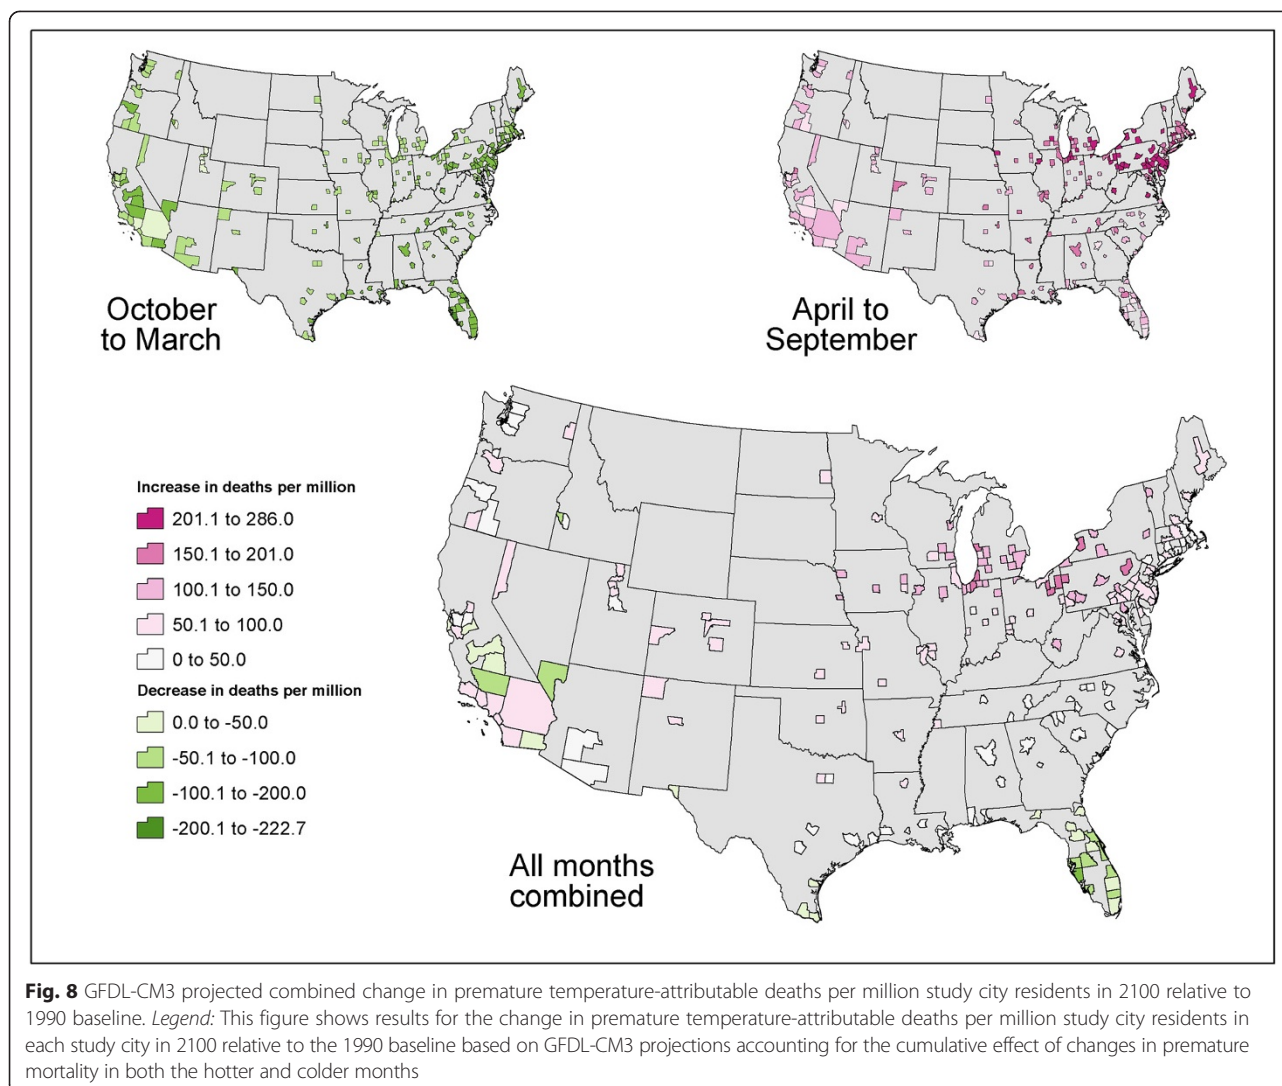 October
to March
April to
September
Increase in deaths per million
201.1 to 286.0
150.1 to 201.0
100.1 to 150.0
50.1 to 100.0
0 to 50.0
Decrease in deaths per million
0.0 to -50.0
-50.1 to -100.0
-100.1 to -200.0
-200.1 to -222.7
All months
combined
Fig. 8 GFDL-CM3 projected combined change in premature temperature-attributable deaths per million study city residents in 2100 relative to
1990 baseline. Legend: This figure shows results for the change in premature temperature-attributable deaths per million study city residents in
each study city in 2100 relative to the 1990 baseline based on GFDL-CM3 projections accounting for the cumulative effect of changes in premature
mortality in both the hotter and colder months